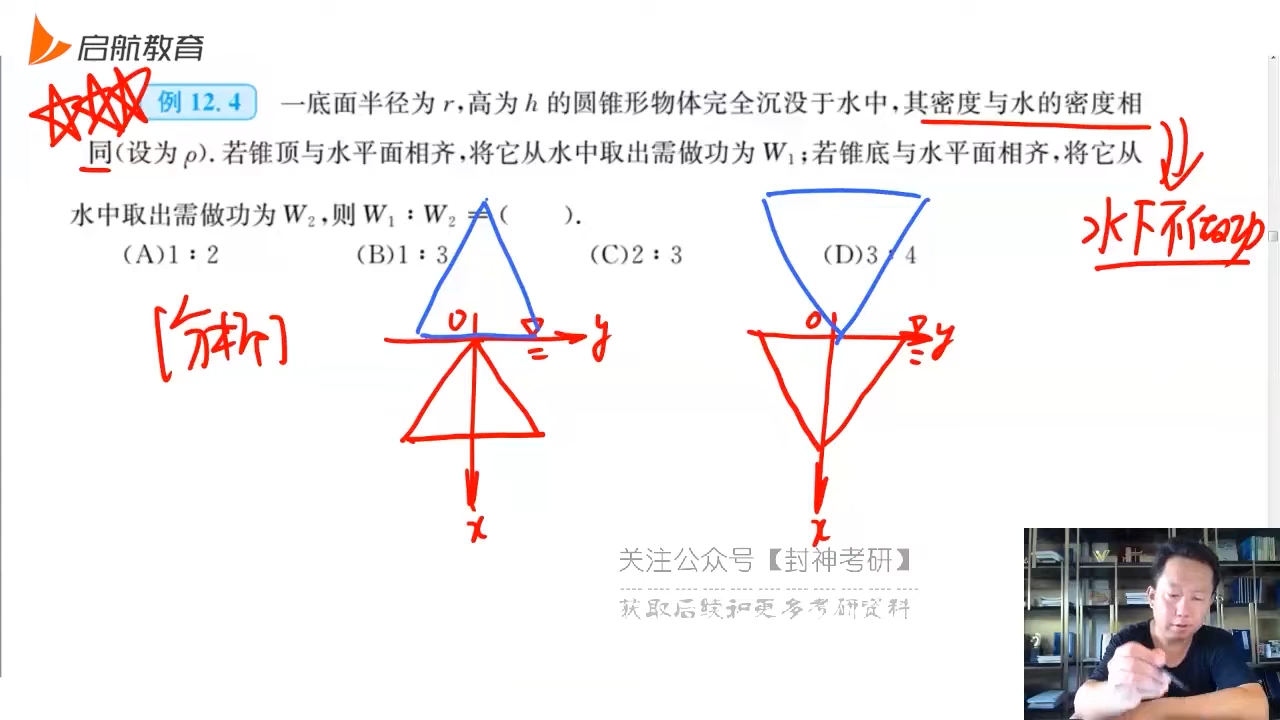 启航教育
例 12.4 一底面半径为 r,高为 h 的圆锥形物体完全沉没于水中,其密度与水的密度相
同(设为 ρ). 若锥顶与水平面相齐,将它从水中取出需做功为 W₁;若锥底与水平面相齐,将它从
水中取出需做功为 W₂,则 W₁ : W₂ = ( ).
(A)1 : 2 (B)1 : 3 (C)2 : 3 (D)3 : 4
水下不做功
[分析]
O y
O y
x
x
关注公众号【封神考研】
获取后续和更多考研资料